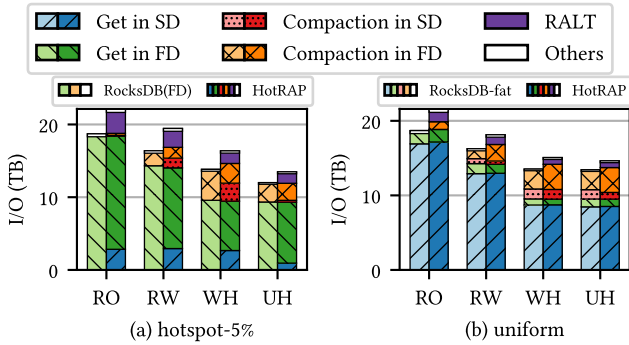 Get in SD Compaction in SD RALT
Get in FD Compaction in FD Others
RocksDB(FD) HotRAP
RocksDB-fat HotRAP
I/O (TB)
20
10
0
RO RW WH UH
(a) hotspot-5%
I/O (TB)
20
10
0
RO RW WH UH
(b) uniform